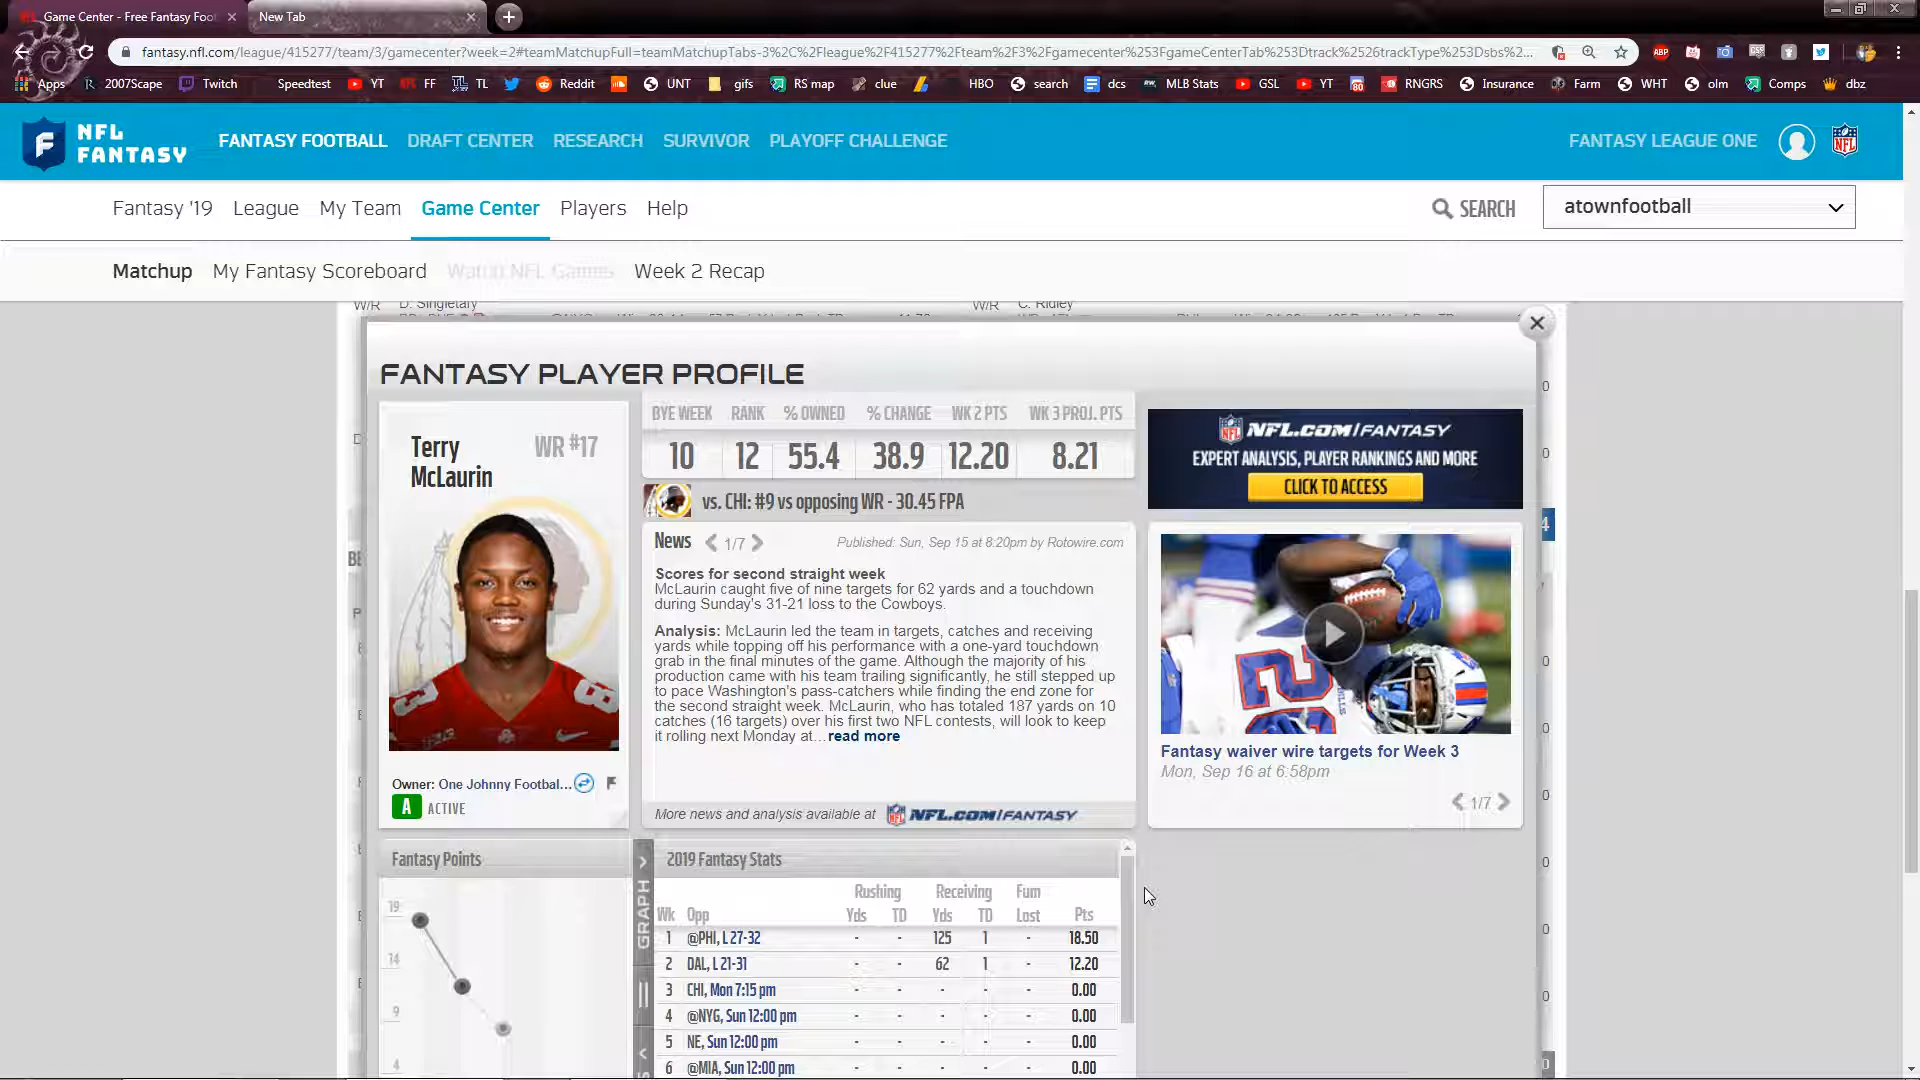 Game Center - Free Fantasy Foo
New Tab
fantasy.nfl.com/league/415277/team/3/gamecenter?week=2#teamMatchupFull=teamMatchupTabs-3%2C%2Fleague%2F415277%2Fteam%2F3%2Fgamecenter%253FgameCenterTab%253Dtrack%2526trackType%253Dsbs%2...
Apps 2007Scape Twitch Speedtest YT FF TL Reddit UNT gifs RS map clue HBO search dcs MLB Stats GSL YT RNGRS Insurance Farm WHT olm Comps dbz
NFL FANTASY
FANTASY FOOTBALL DRAFT CENTER RESEARCH SURVIVOR PLAYOFF CHALLENGE FANTASY LEAGUE ONE
Fantasy '19 League My Team Game Center Players Help SEARCH atownfootball
Matchup My Fantasy Scoreboard Watch NFL Games Week 2 Recap
W/R D. Singletary W/R C. Ridley
FANTASY PLAYER PROFILE
Terry McLaurin
WR #17
Owner: One Johnny Footbal...
A ACTIVE
BYE WEEK RANK % OWNED % CHANGE WK 2 PTS WK 3 PROJ. PTS
10 12 55.4 38.9 12.20 8.21
vs. CHI: #9 vs opposing WR - 30.45 FPA
News 1/7 Published: Sun, Sep 15 at 8:20pm by Rotowire.com
Scores for second straight week
McLaurin caught five of nine targets for 62 yards and a touchdown
during Sunday's 31-21 loss to the Cowboys.
Analysis: McLaurin led the team in targets, catches and receiving
yards while topping off his performance with a one-yard touchdown
grab in the final minutes of the game. Although the majority of his
production came with his team trailing significantly, he still stepped up
to pace Washington's pass-catchers while finding the end zone for
the second straight week. McLaurin, who has totaled 187 yards on 10
catches (16 targets) over his first two NFL contests, will look to keep
it rolling next Monday at... read more
More news and analysis available at NFL.COM/FANTASY
NFL.COM/FANTASY
EXPERT ANALYSIS, PLAYER RANKINGS AND MORE
CLICK TO ACCESS
Fantasy waiver wire targets for Week 3
Mon, Sep 16 at 6:58pm
1/7
Fantasy Points
19
14
9
4
GRAPH
2019 Fantasy Stats
Rushing Receiving Fum
Wk Opp Yds TD Yds TD Lost Pts
1 @PHI, L 27-32 - - 125 1 - 18.50
2 DAL, L 21-31 - - 62 1 - 12.20
3 CHI, Mon 7:15 pm - - - - - 0.00
4 @NYG, Sun 12:00 pm - - - - - 0.00
5 NE, Sun 12:00 pm - - - - - 0.00
6 @MIA, Sun 12:00 pm - - - - - 0.00